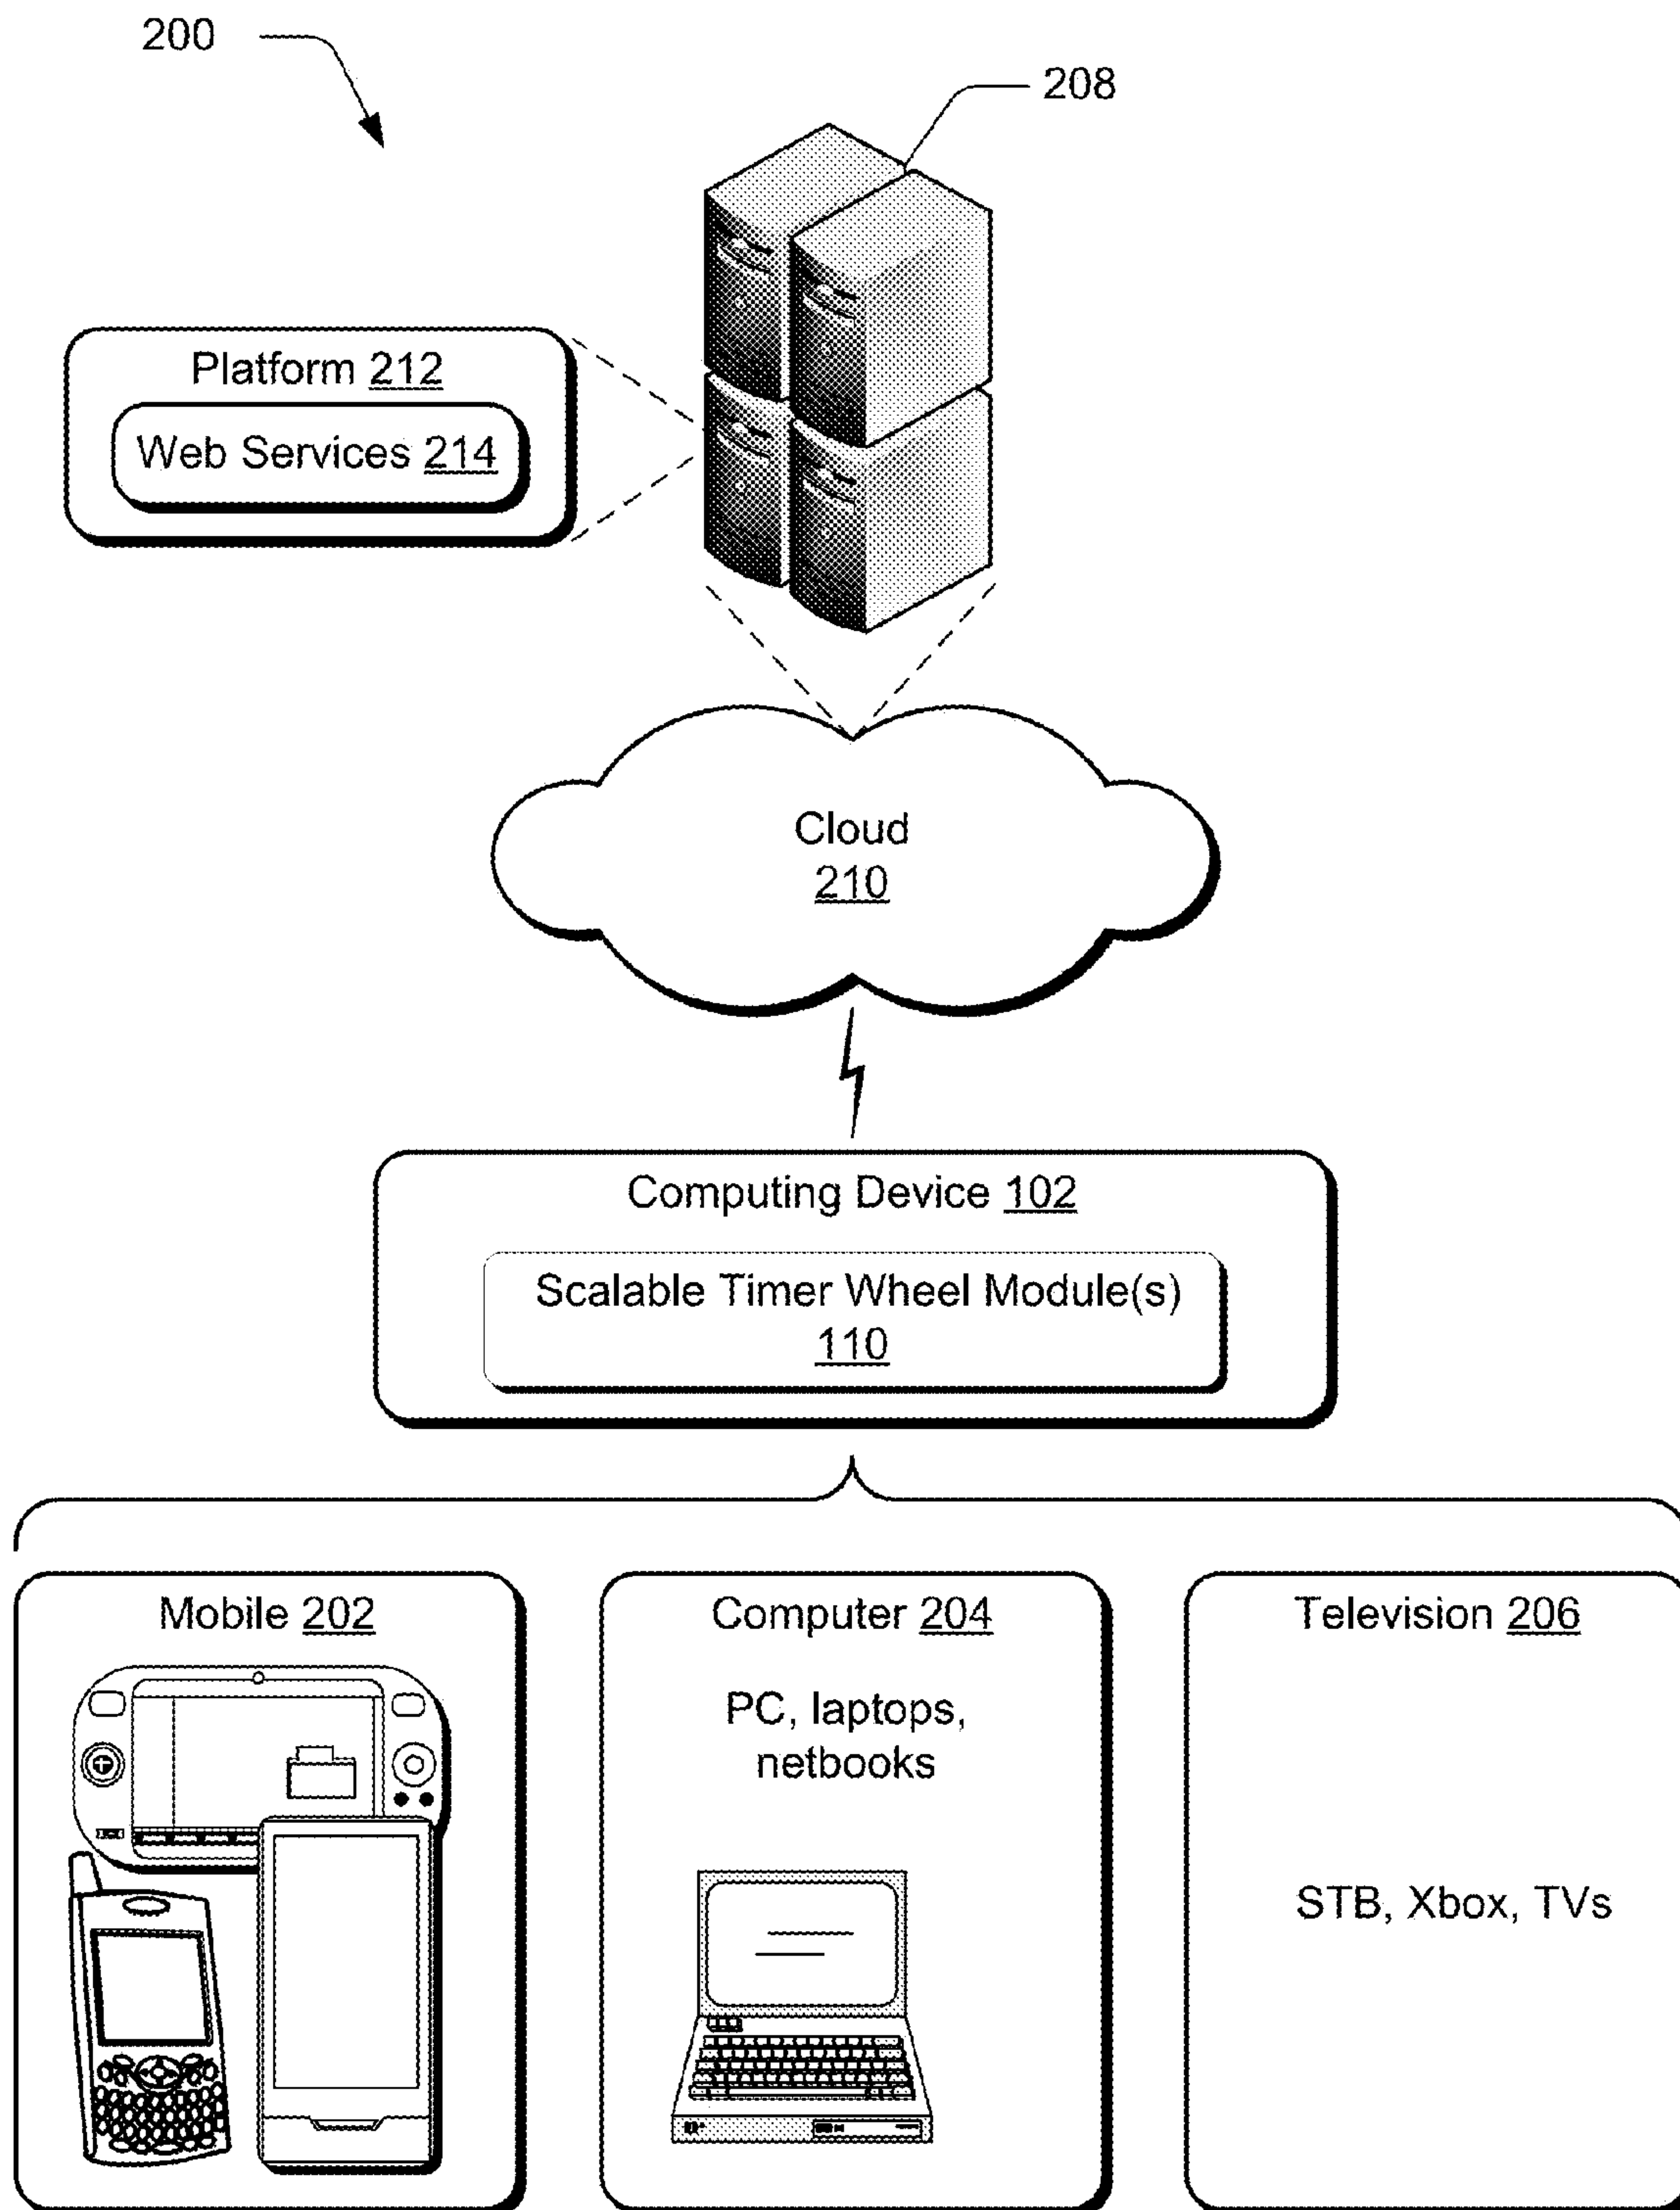 200
208
Platform 212
Web Services 214
Cloud
210
Computing Device 102
Scalable Timer Wheel Module(s)
110
Mobile 202
Computer 204
PC, laptops,
netbooks
Television 206
STB, Xbox, TVs